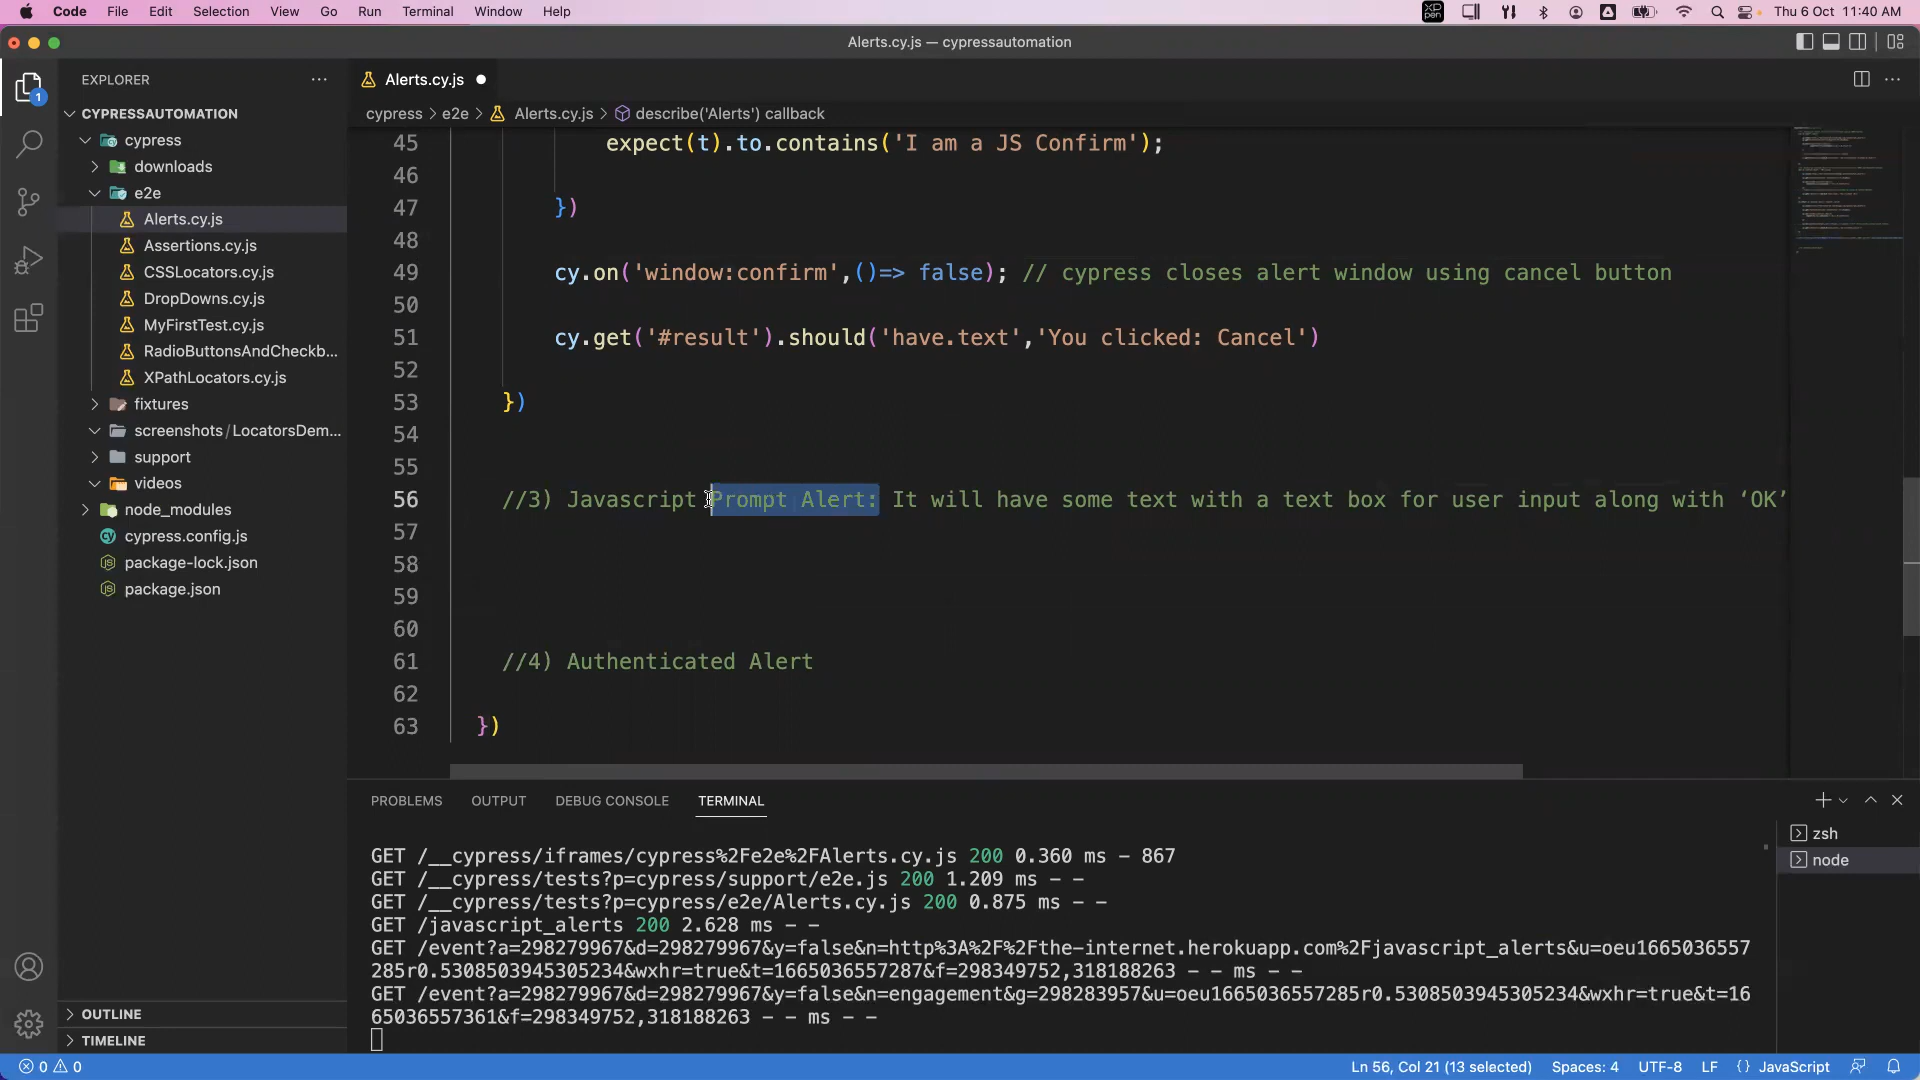 Code File Edit Selection View Go Run Terminal Window Help
Thu 6 Oct 11:40 AM
Alerts.cy.js — cypressautomation
EXPLORER
Alerts.cy.js
CYPRESSAUTOMATION
cypress
downloads
e2e
Alerts.cy.js
Assertions.cy.js
CSSLocators.cy.js
DropDowns.cy.js
MyFirstTest.cy.js
RadioButtonsAndCheckb...
XPathLocators.cy.js
fixtures
screenshots/LocatorsDem...
support
videos
node_modules
cypress.config.js
package-lock.json
package.json
OUTLINE
TIMELINE
1
cypress > e2e > Alerts.cy.js > describe('Alerts') callback
45 expect(t).to.contains('I am a JS Confirm');
46
47 })
48
49 cy.on('window:confirm',()=> false); // cypress closes alert window using cancel button
50
51 cy.get('#result').should('have.text','You clicked: Cancel')
52
53 })
54
55
56 //3) Javascript Prompt Alert: It will have some text with a text box for user input along with ‘OK’
57
58
59
60
61 //4) Authenticated Alert
62
63 })
PROBLEMS OUTPUT DEBUG CONSOLE TERMINAL
GET /__cypress/iframes/cypress%2Fe2e%2FAlerts.cy.js 200 0.360 ms - 867
GET /__cypress/tests?p=cypress/support/e2e.js 200 1.209 ms - -
GET /__cypress/tests?p=cypress/e2e/Alerts.cy.js 200 0.875 ms - -
GET /javascript_alerts 200 2.628 ms - -
GET /event?a=298279967&d=298279967&y=false&n=http%3A%2F%2Fthe-internet.herokuapp.com%2Fjavascript_alerts&u=oeu1665036557
285r0.5308503945305234&wxhr=true&t=1665036557287&f=298349752,318188263 - - ms - -
GET /event?a=298279967&d=298279967&y=false&n=engagement&g=298283957&u=oeu1665036557285r0.5308503945305234&wxhr=true&t=16
65036557361&f=298349752,318188263 - - ms - -
zsh
node
0 0
Ln 56, Col 21 (13 selected) Spaces: 4 UTF-8 LF {} JavaScript